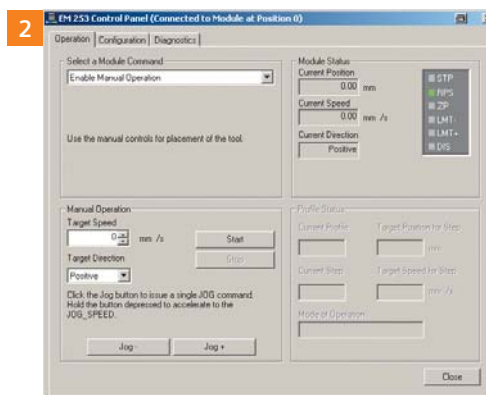 2
EM 253 Control Panel (Connected to Module at Position 0)
Operation Configuration Diagnostics
Select a Module Command
Enable Manual Operation
Use the manual controls for placement of the tool.
Module Status
Current Position
0.00 mm
Current Speed
0.00 mm /s
Current Direction
Positive
STP
RPS
ZP
LMT-
LMT+
DIS
Manual Operation
Target Speed
0 mm /s
Start
Target Direction
Stop
Positive
Click the Jog button to issue a single JOG command.
Hold the button depressed to accelerate to the
JOG_SPEED.
Jog - Jog +
Profile Status
Current Profile Target Position for Step
mm
Current Step Target Speed for Step
mm /s
Mode of Operation
Close